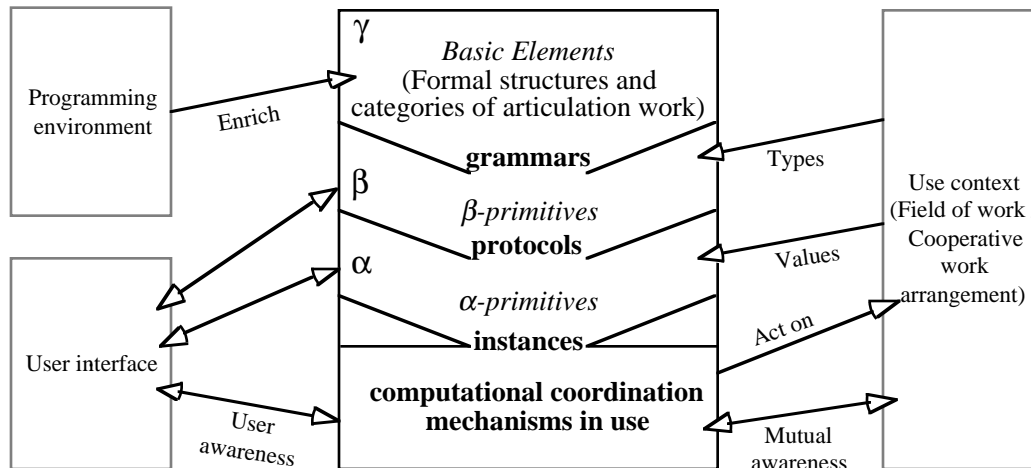 γ
Basic Elements
(Formal structures and
categories of articulation work)
grammars
Programming
environment
Enrich
Types
β
β-primitives
protocols
Use context
(Field of work
Cooperative
work
arrangement)
Values
α
α-primitives
instances
Act on
User interface
computational coordination
mechanisms in use
User
awareness
Mutual
awareness